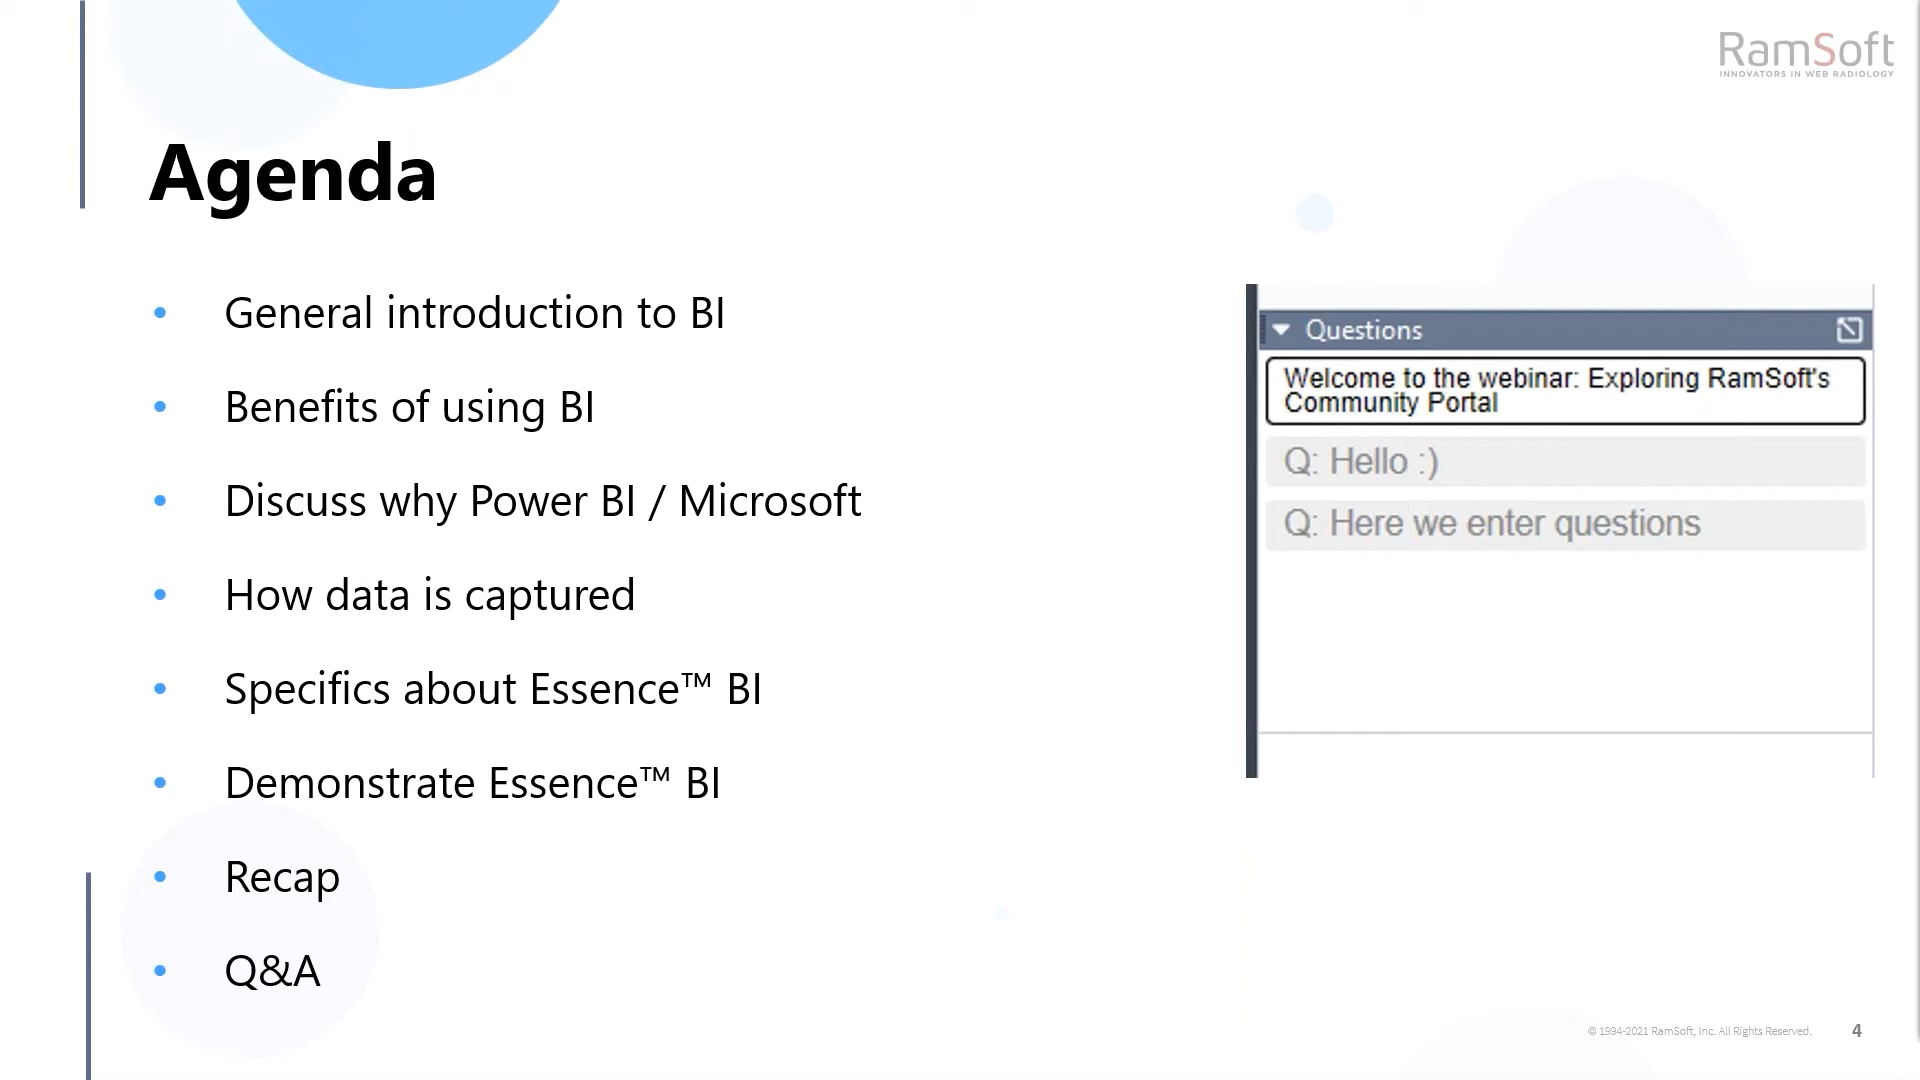 RamSoft
INNOVATORS IN WEB RADIOLOGY
Agenda
• General introduction to BI
• Benefits of using BI
• Discuss why Power BI / Microsoft
• How data is captured
• Specifics about Essence™ BI
• Demonstrate Essence™ BI
• Recap
• Q&A
Questions
Welcome to the webinar: Exploring RamSoft's
Community Portal
Q: Hello :)
Q: Here we enter questions
© 1994-2021 RamSoft, Inc. All Rights Reserved.
4